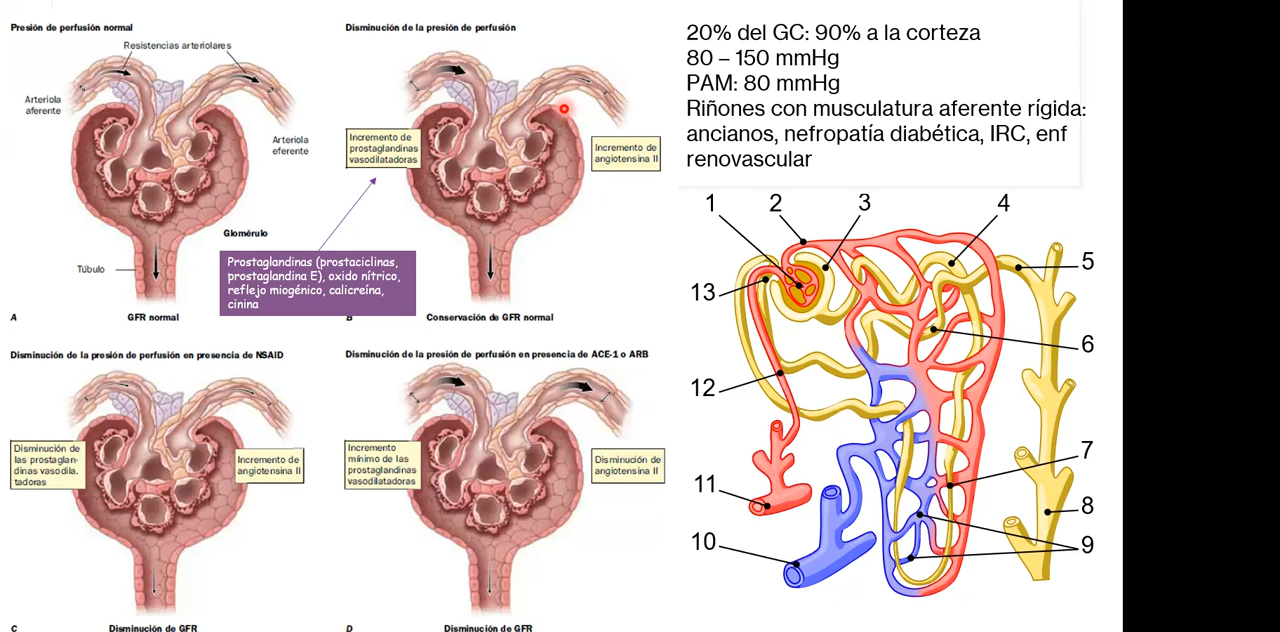 Presión de perfusión normal
Resistencias arteriolares
Arteriola
aferente
Arteriola
eferente
Glomérulo
Túbulo
A
GFR normal
Disminución de la presión de perfusión
Incremento de
prostaglandinas
vasodilatadoras
Incremento de
angiotensina II
Prostaglandinas (prostaciclinas,
prostaglandina E), oxido nítrico,
reflejo miogénico, calicreína,
cinina
B
Conservación de GFR normal
Disminución de la presión de perfusión en presencia de NSAID
Disminución de
las prostaglan-
dinas vasodila.
tadoras
Incremento de
angiotensina II
C
Disminución de GFR
Disminución de la presión de perfusión en presencia de ACE-1 o ARB
Incremento
mínimo de las
prostaglandinas
vasodilatadoras
Disminución de
angiotensina II
D
Disminución de GFR
20% del GC: 90% a la corteza
80 – 150 mmHg
PAM: 80 mmHg
Riñones con musculatura aferente rígida:
ancianos, nefropatía diabética, IRC, enf
renovascular
1
2
3
4
5
6
7
8
9
10
11
12
13